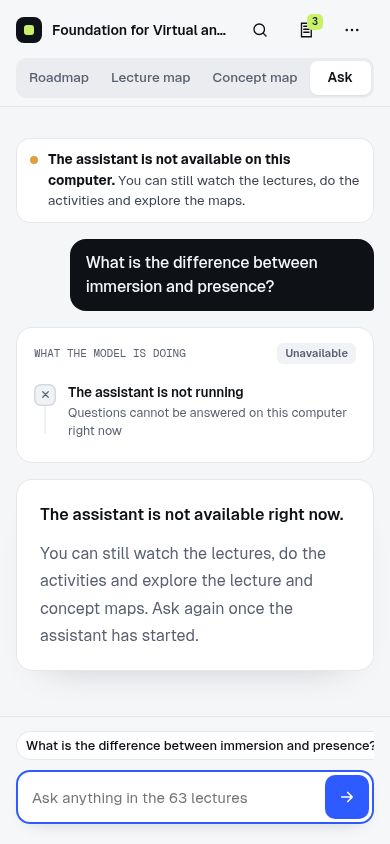 Foundation for Virtual an...
3
Roadmap
Lecture map
Concept map
Ask
The assistant is not available on this
computer. You can still watch the lectures, do the
activities and explore the maps.
What is the difference between
immersion and presence?
WHAT THE MODEL IS DOING
Unavailable
The assistant is not running
Questions cannot be answered on this computer
right now
The assistant is not available right now.
You can still watch the lectures, do the
activities and explore the lecture and
concept maps. Ask again once the
assistant has started.
What is the difference between immersion and presence?
Ask anything in the 63 lectures